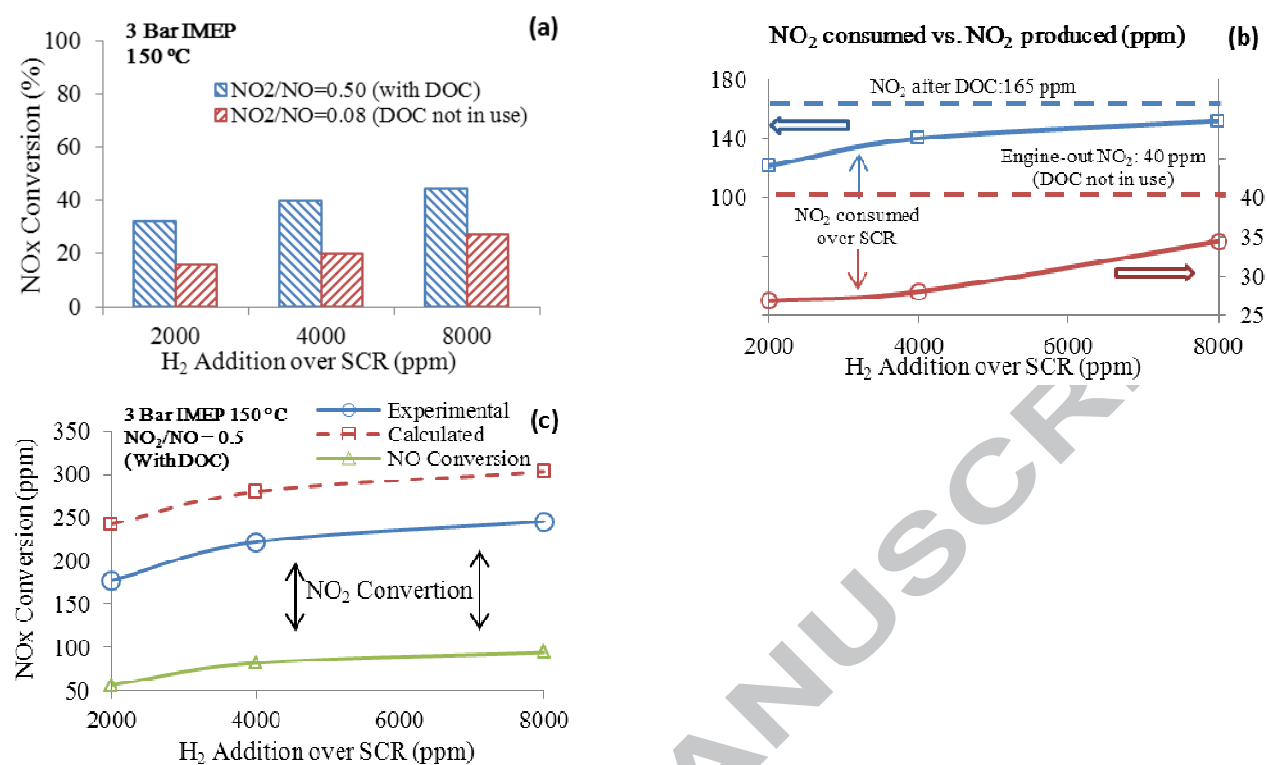 3 Bar IMEP
150 ºC
(a)
NO2/NO=0.50 (with DOC)
NO2/NO=0.08 (DOC not in use)
NOx Conversion (%)
100
80
60
40
20
0
2000 4000 8000
H₂ Addition over SCR (ppm)
NO₂ consumed vs. NO₂ produced (ppm)
(b)
180
140
100
NO₂ after DOC:165 ppm
Engine-out NO₂: 40 ppm
(DOC not in use)
NO₂ consumed
over SCR
40
35
30
25
2000 4000 6000 8000
H₂ Addition over SCR (ppm)
3 Bar IMEP 150 °C
NO₂/NO = 0.5
(With DOC)
(c)
Experimental
Calculated
NO Conversion
NOx Conversion (ppm)
350
300
250
200
150
100
50
NO₂ Convertion
2000 4000 6000 8000
H₂ Addition over SCR (ppm)
ANUSCR